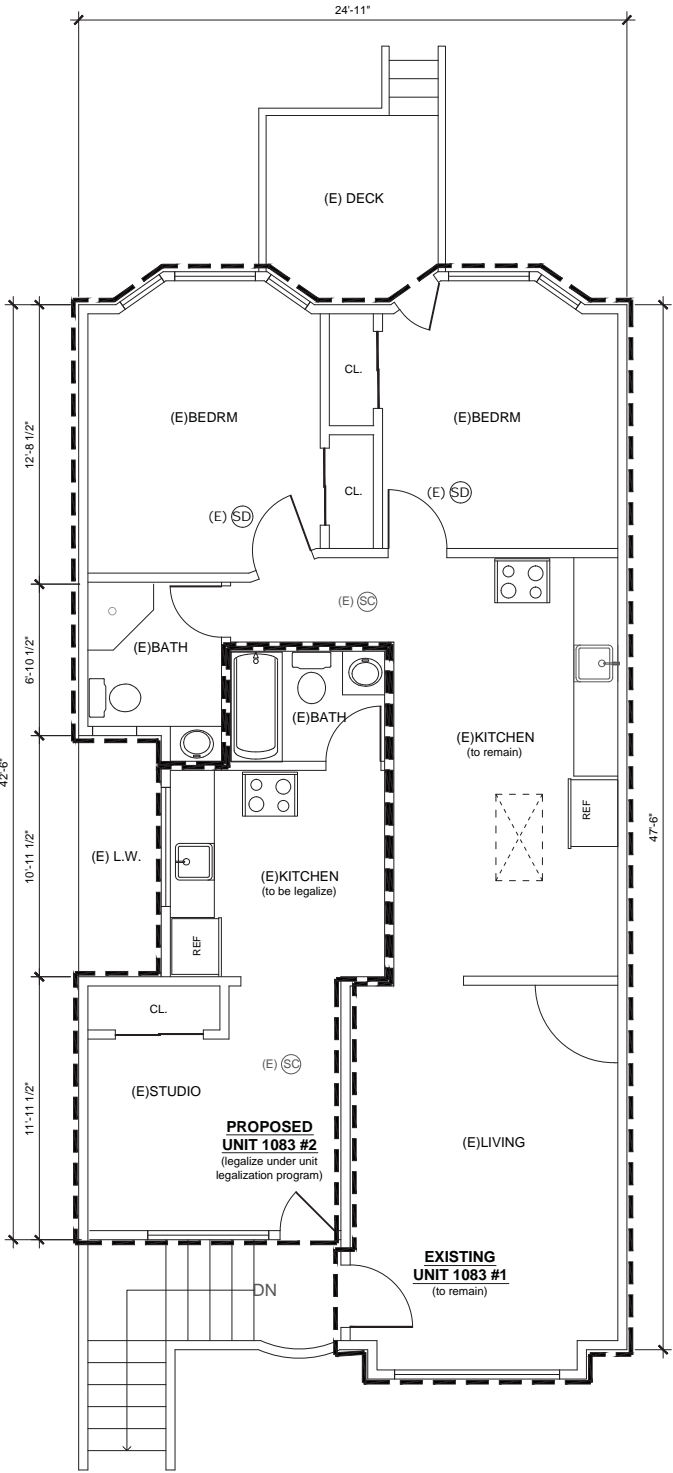 24'-11"
(E) DECK
CL.
(E)BEDRM
(E)BEDRM
12'-8 1/2"
CL.
(E) SD
(E) SD
(E) SC
(E)BATH
6'-10 1/2"
(E)BATH
(E)KITCHEN
(to remain)
42'-6"
REF
47'-6"
(E) L.W.
10'-11 1/2"
(E)KITCHEN
(to be legalize)
REF
CL.
(E) SC
(E)STUDIO
11'-11 1/2"
PROPOSED
UNIT 1083 #2
(legalize under unit
legalization program)
(E)LIVING
EXISTING
UNIT 1083 #1
(to remain)
DN